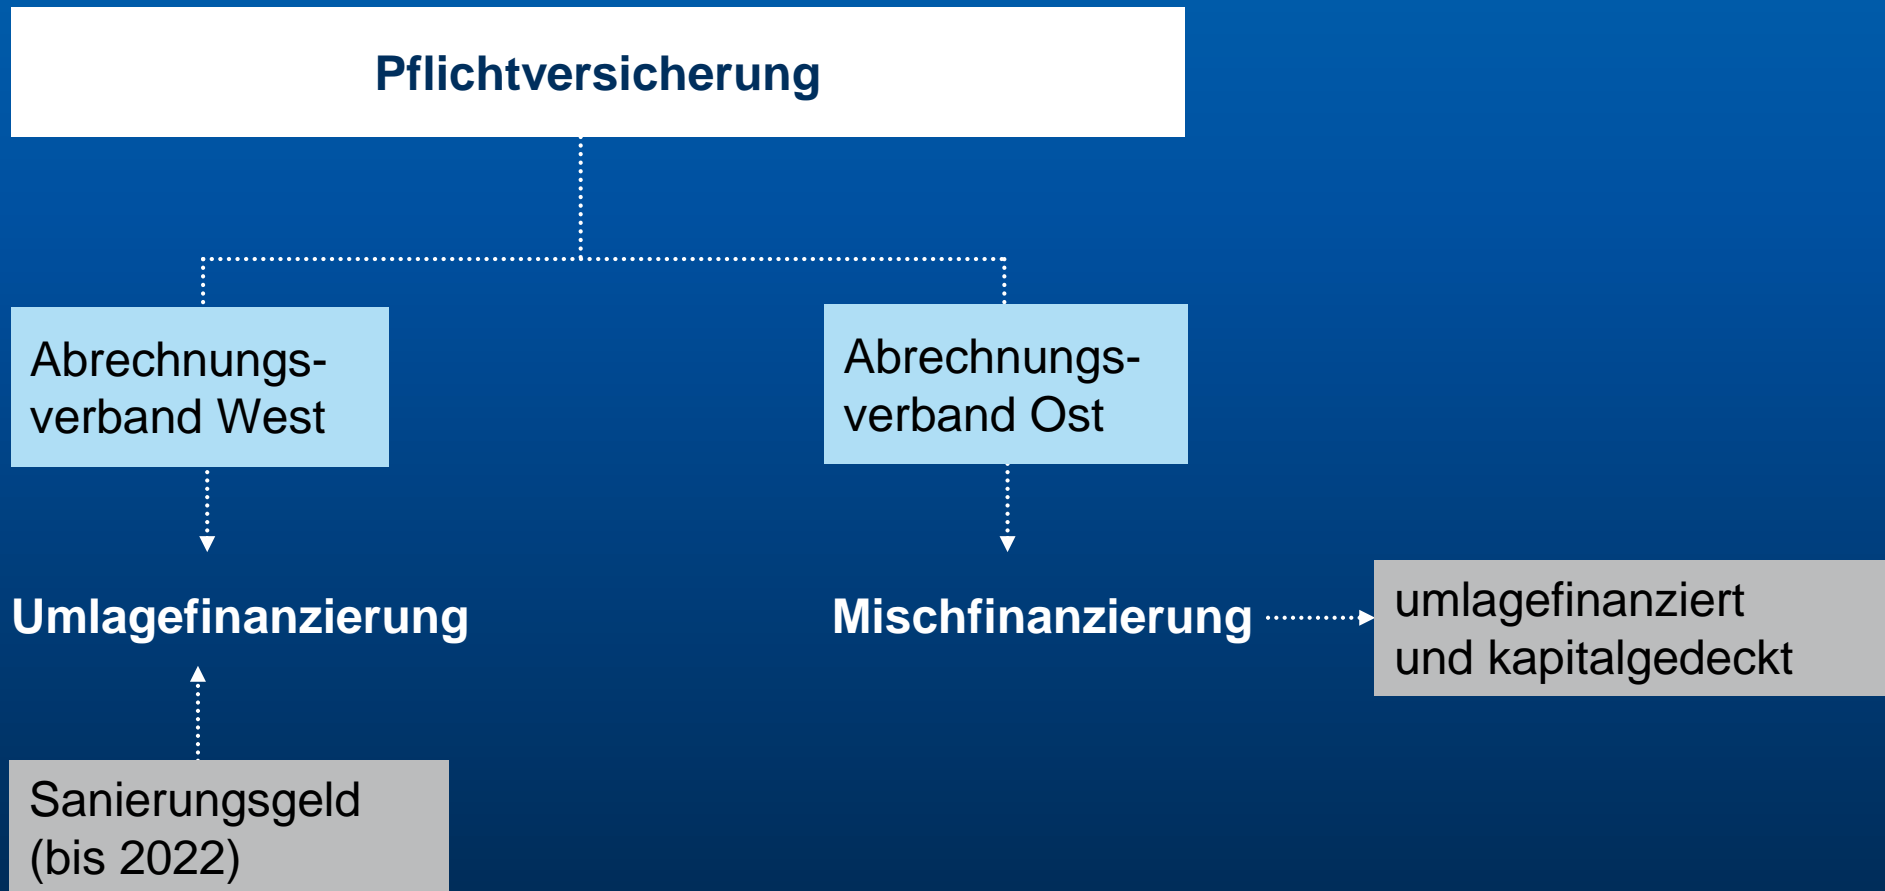 Pflichtversicherung
Abrechnungs-
verband West
Abrechnungs-
verband Ost
Umlagefinanzierung
Mischfinanzierung
umlagefinanziert
und kapitalgedeckt
Sanierungsgeld
(bis 2022)